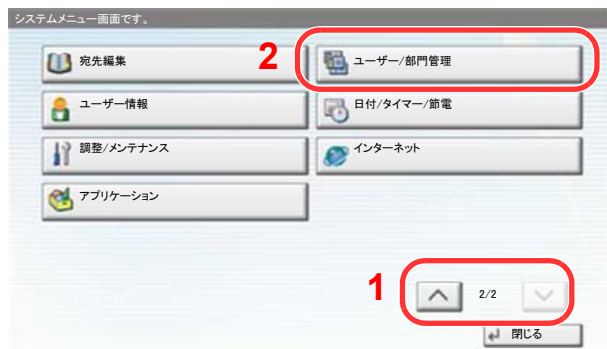 システムメニュー画面です。
2
宛先編集
ユーザー/部門管理
ユーザー情報
日付/タイマー/節電
調整/メンテナンス
インターネット
アプリケーション
1
2/2
閉じる